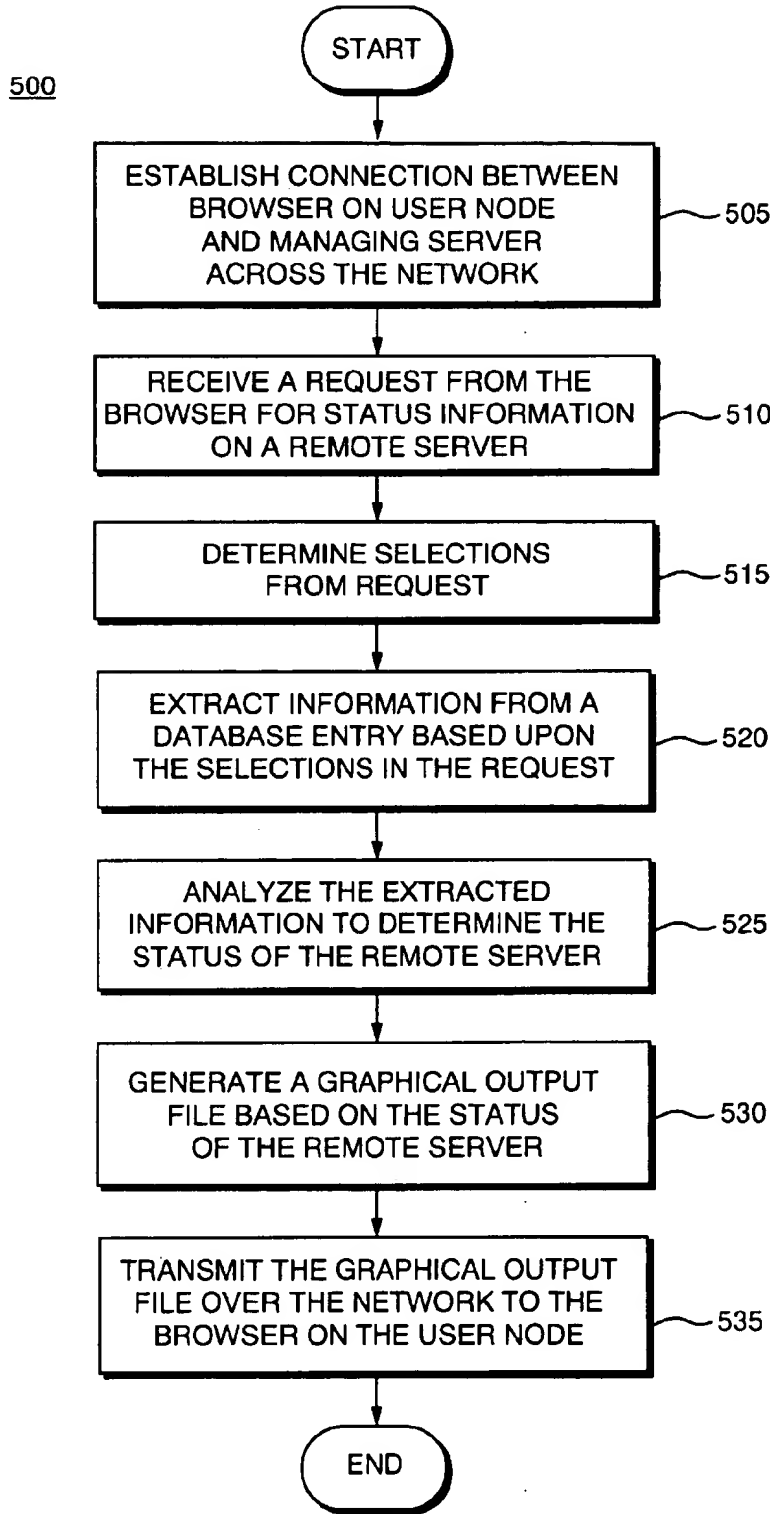 START
500
ESTABLISH CONNECTION BETWEEN
BROWSER ON USER NODE
AND MANAGING SERVER
ACROSS THE NETWORK
505
RECEIVE A REQUEST FROM THE
BROWSER FOR STATUS INFORMATION
ON A REMOTE SERVER
510
DETERMINE SELECTIONS
FROM REQUEST
515
EXTRACT INFORMATION FROM A
DATABASE ENTRY BASED UPON
THE SELECTIONS IN THE REQUEST
520
ANALYZE THE EXTRACTED
INFORMATION TO DETERMINE THE
STATUS OF THE REMOTE SERVER
525
GENERATE A GRAPHICAL OUTPUT
FILE BASED ON THE STATUS
OF THE REMOTE SERVER
530
TRANSMIT THE GRAPHICAL OUTPUT
FILE OVER THE NETWORK TO THE
BROWSER ON THE USER NODE
535
END